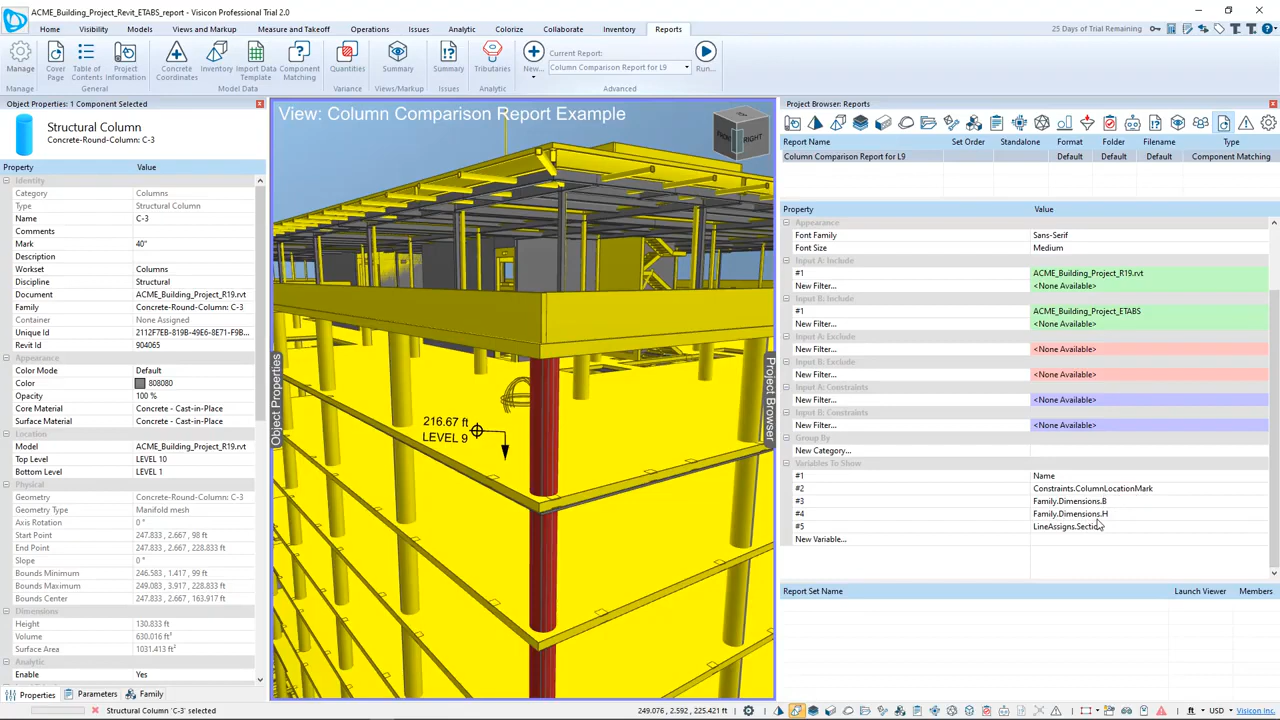 ACME_Building_Project_Revit_ETABS_report - Visicon Professional Trial 2.0
Home Visibility Models Views and Markup Measure and Takeoff Operations Issues Analytic Colorize Collaborate Inventory Reports
25 Days of Trial Remaining
Manage Cover Page Table of Contents Project Information Concrete Coordinates Inventory Import Data Template Component Matching Quantities Summary Summary Tributaries New... Current Report: Column Comparison Report for L9 Run...
Manage General Model Data Variance Views/Markup Issues Analytic Advanced
Object Properties: 1 Component Selected
Structural Column
Concrete-Round-Column: C-3
Property Value
Identity
Category Columns
Type Structural Column
Name C-3
Comments
Mark 40"
Description
Workset Columns
Discipline Structural
Document ACME_Building_Project_R19.rvt
Family Concrete-Round-Column: C-3
Container None Assigned
Unique Id 2112F7EB-819B-49E6-8E71-F9B...
Revit Id 904065
Appearance
Color Mode Default
Color 808080
Opacity 100 %
Core Material Concrete - Cast-in-Place
Surface Material Concrete - Cast-in-Place
Location
Model ACME_Building_Project_R19.rvt
Top Level LEVEL 10
Bottom Level LEVEL 1
Physical
Geometry Concrete-Round-Column: C-3
Geometry Type Manifold mesh
Axis Rotation 0 °
Start Point 247.833, 2.667, 98 ft
End Point 247.833, 2.667, 228.833 ft
Slope 0 °
Bounds Minimum 246.583, 1.417, 98 ft
Bounds Maximum 249.083, 3.917, 228.833 ft
Bounds Center 247.833, 2.667, 163.917 ft
Dimensions
Height 130.833 ft
Volume 630.016 ft³
Surface Area 1031.413 ft²
Analytic
Enable Yes
Properties Parameters Family
View: Column Comparison Report Example
RIGHT
216.67 ft
LEVEL 9
Object Properties
Project Browser
Project Browser: Reports
Report Name Set Order Standalone Format Folder Filename Advanced
Column Comparison Report for L9 Default Default Default Component Matching
Property Value
Appearance
Font Family Sans-Serif
Font Size Medium
Input A: Include
#1 ACME_Building_Project_R19.rvt
New Filter... <None Available>
Input B: Include
#1 ACME_Building_Project_ETABS
New Filter... <None Available>
Input A: Exclude
New Filter... <None Available>
Input B: Exclude
New Filter... <None Available>
Input A: Constraints
New Filter... <None Available>
Input B: Constraints
New Filter... <None Available>
Group By
New Category...
Variables To Show
#1 Name
#2 Constraints.ColumnLocationMark
#3 Family.Dimensions.B
#4 Family.Dimensions.H
#5 LineAssigns.Section
New Variable...
Report Set Name Launch Viewer Members
Structural Column 'C-3' selected
249.076, 2.592, 225.421 ft
ft USD Visicon Inc.